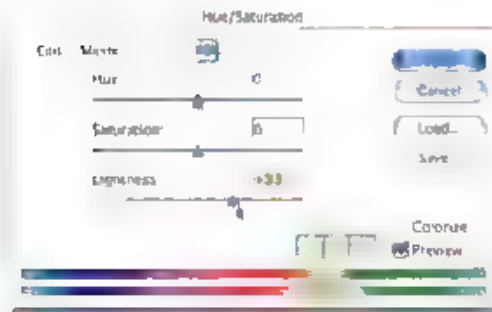 Hue/Saturation
Edit Master
Hue 0
Cancel
Saturation 0
Load...
Save
Lightness +33
Colorize
Preview